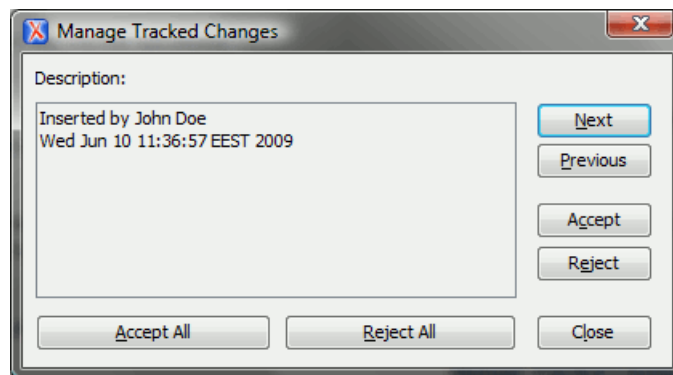 Manage Tracked Changes
Description:
Inserted by John Doe
Wed Jun 10 11:36:57 EEST 2009
Next
Previous
Accept
Reject
Accept All
Reject All
Close